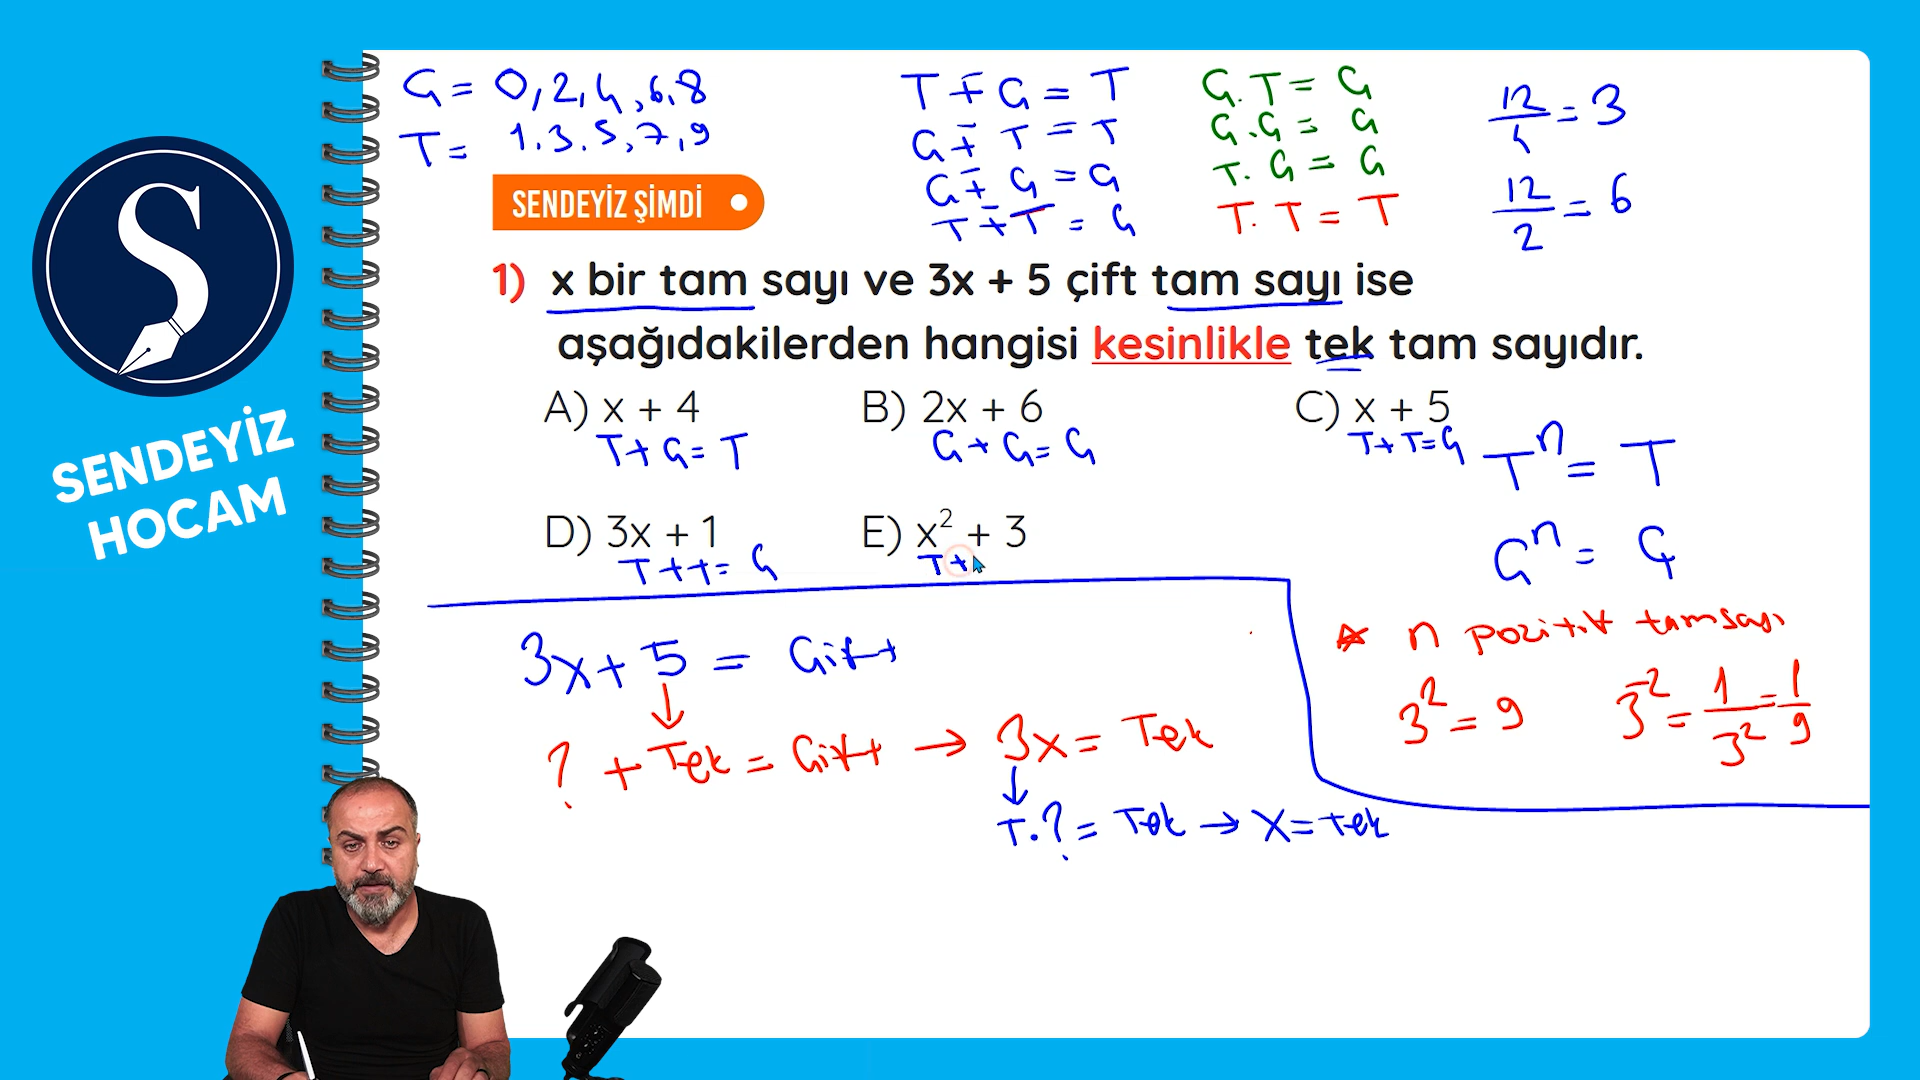 Ç = 0, 2, 4, 6, 8
T = 1. 3. 5, 7, 9
T ∓ Ç = T
Ç ∓ T = T
Ç ∓ Ç = Ç
T ∓ T = Ç
Ç. T = Ç
Ç. Ç = Ç
T. Ç = Ç
T. T = T
12/4 = 3
12/2 = 6
S
SENDEYİZ
HOCAM
SENDEYİZ ŞİMDİ
1) x bir tam sayı ve 3x + 5 çift tam sayı ise
aşağıdakilerden hangisi kesinlikle tek tam sayıdır.
A) x + 4
T + Ç = T
B) 2x + 6
Ç + Ç = Ç
C) x + 5
T + T = Ç
D) 3x + 1
T + T = Ç
E) x² + 3
T +
Tⁿ = T
Çⁿ = Ç
★ n pozitif tamsayı
3² = 9
3⁻² = 1/3² = 1/9
3x + 5 = Çift
↓
? + Tek = Çift → 3x = Tek
↓
T. ? = Tek → x = tek